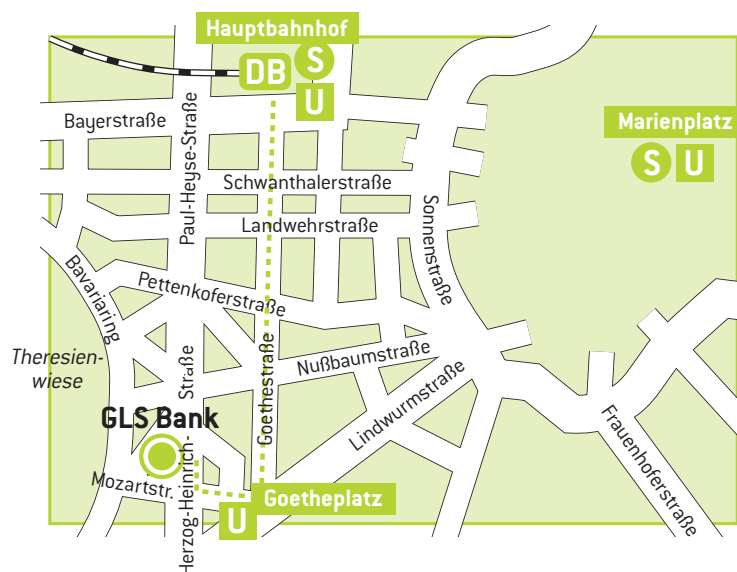 Hauptbahnhof
DB
S
U
Bayerstraße
Paul-Heyse-Straße
Marienplatz
S U
Schwanthalerstraße
Landwehrstraße
Sonnenstraße
Bavariaring
Pettenkoferstraße
Theresien-
wiese
Straße
Herzog-Heinrich-
Goethestraße
Nußbaumstraße
Lindwurmstraße
GLS Bank
Mozartstr.
Goetheplatz
U
Frauenhoferstraße